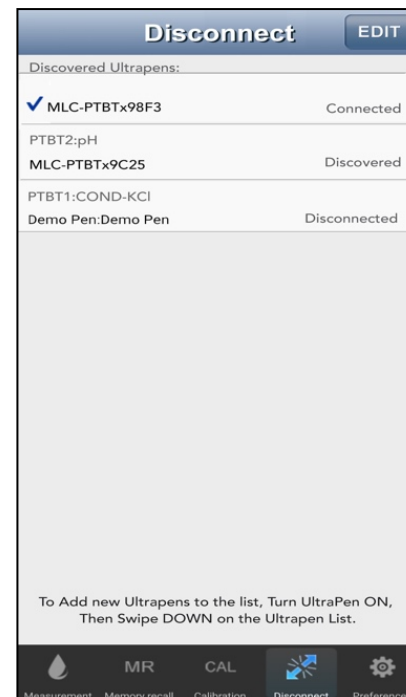 Disconnect
EDIT
Discovered Ultrapens:
MLC-PTBTx98F3
Connected
PTBT2:pH
MLC-PTBTx9C25
Discovered
PTBT1:COND-KCl
Demo Pen:Demo Pen
Disconnected
To Add new Ultrapens to the list, Turn UltraPen ON,
Then Swipe DOWN on the Ultrapen List.
MR
CAL
Measurement
Memory recall
Calibration
Disconnect
Preference